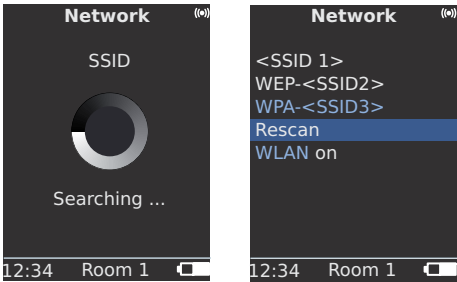 Network
SSID
Searching ...
12:34 Room 1
Network
<SSID 1>
WEP-<SSID2>
WPA-<SSID3>
Rescan
WLAN on
12:34 Room 1